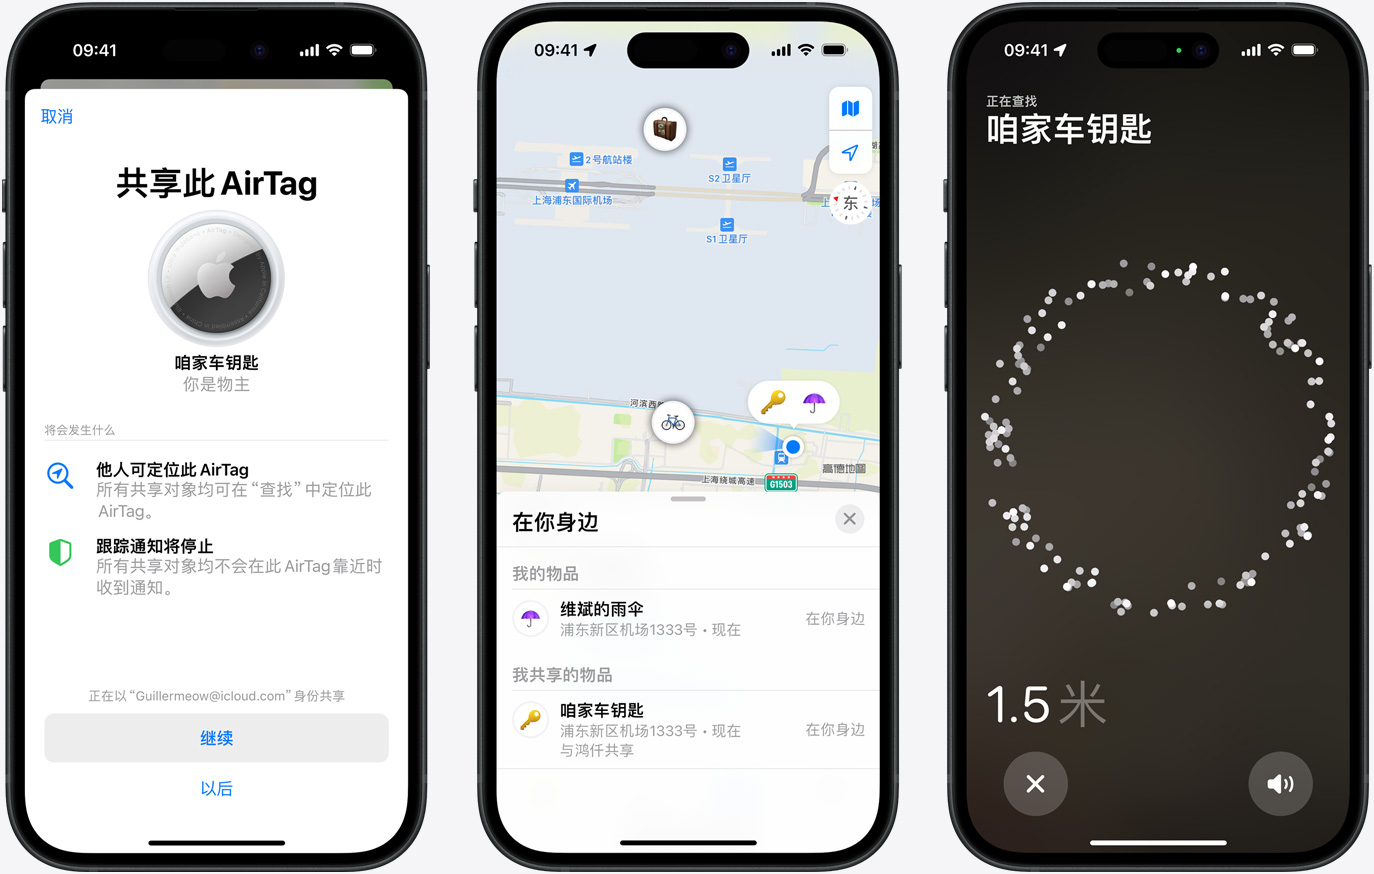 09:41
取消
共享此 AirTag
咱家车钥匙
你是物主
将会发生什么
他人可定位此 AirTag
所有共享对象均可在“查找”中定位此
AirTag。
跟踪通知将停止
所有共享对象均不会在此 AirTag靠近时
收到通知。
正在以“Guillermeow@icloud.com”身份共享
继续
以后
09:41
2号航站楼
上海浦东国际机场
S2卫星厅
S1卫星厅
东
河滨西
高德地图
上海绕城高速
G1503
在你身边
我的物品
维斌的雨伞
浦东新区机场1333号・现在
在你身边
我共享的物品
咱家车钥匙
浦东新区机场1333号・现在
与鸿仟共享
在你身边
09:41
正在查找
咱家车钥匙
1.5 米